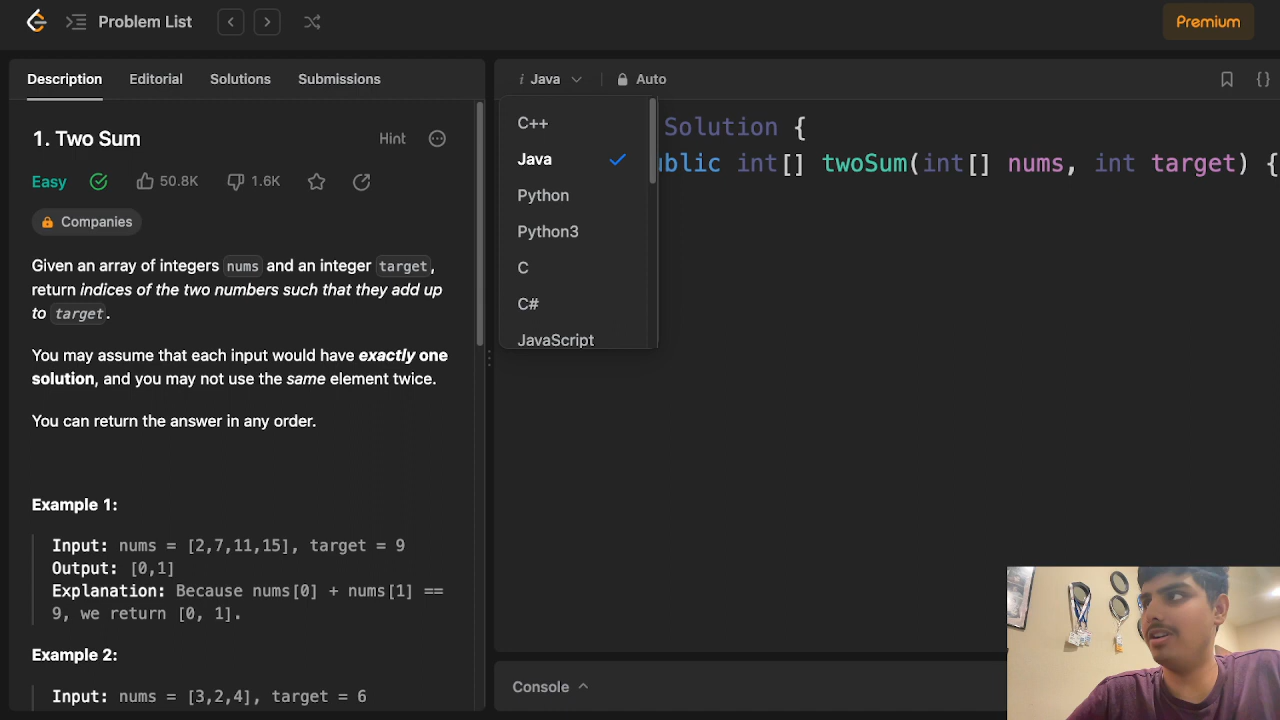 Problem List
Premium
Description Editorial Solutions Submissions
1. Two Sum
Hint
Easy 50.8K 1.6K
Companies
Given an array of integers nums and an integer target,
return indices of the two numbers such that they add up
to target.
You may assume that each input would have exactly one
solution, and you may not use the same element twice.
You can return the answer in any order.
Example 1:
Input: nums = [2,7,11,15], target = 9
Output: [0,1]
Explanation: Because nums[0] + nums[1] ==
9, we return [0, 1].
Example 2:
Input: nums = [3,2,4], target = 6
i Java Auto
{}
C++
Java
Python
Python3
C
C#
JavaScript
Solution {
ublic int[] twoSum(int[] nums, int target) {
Console